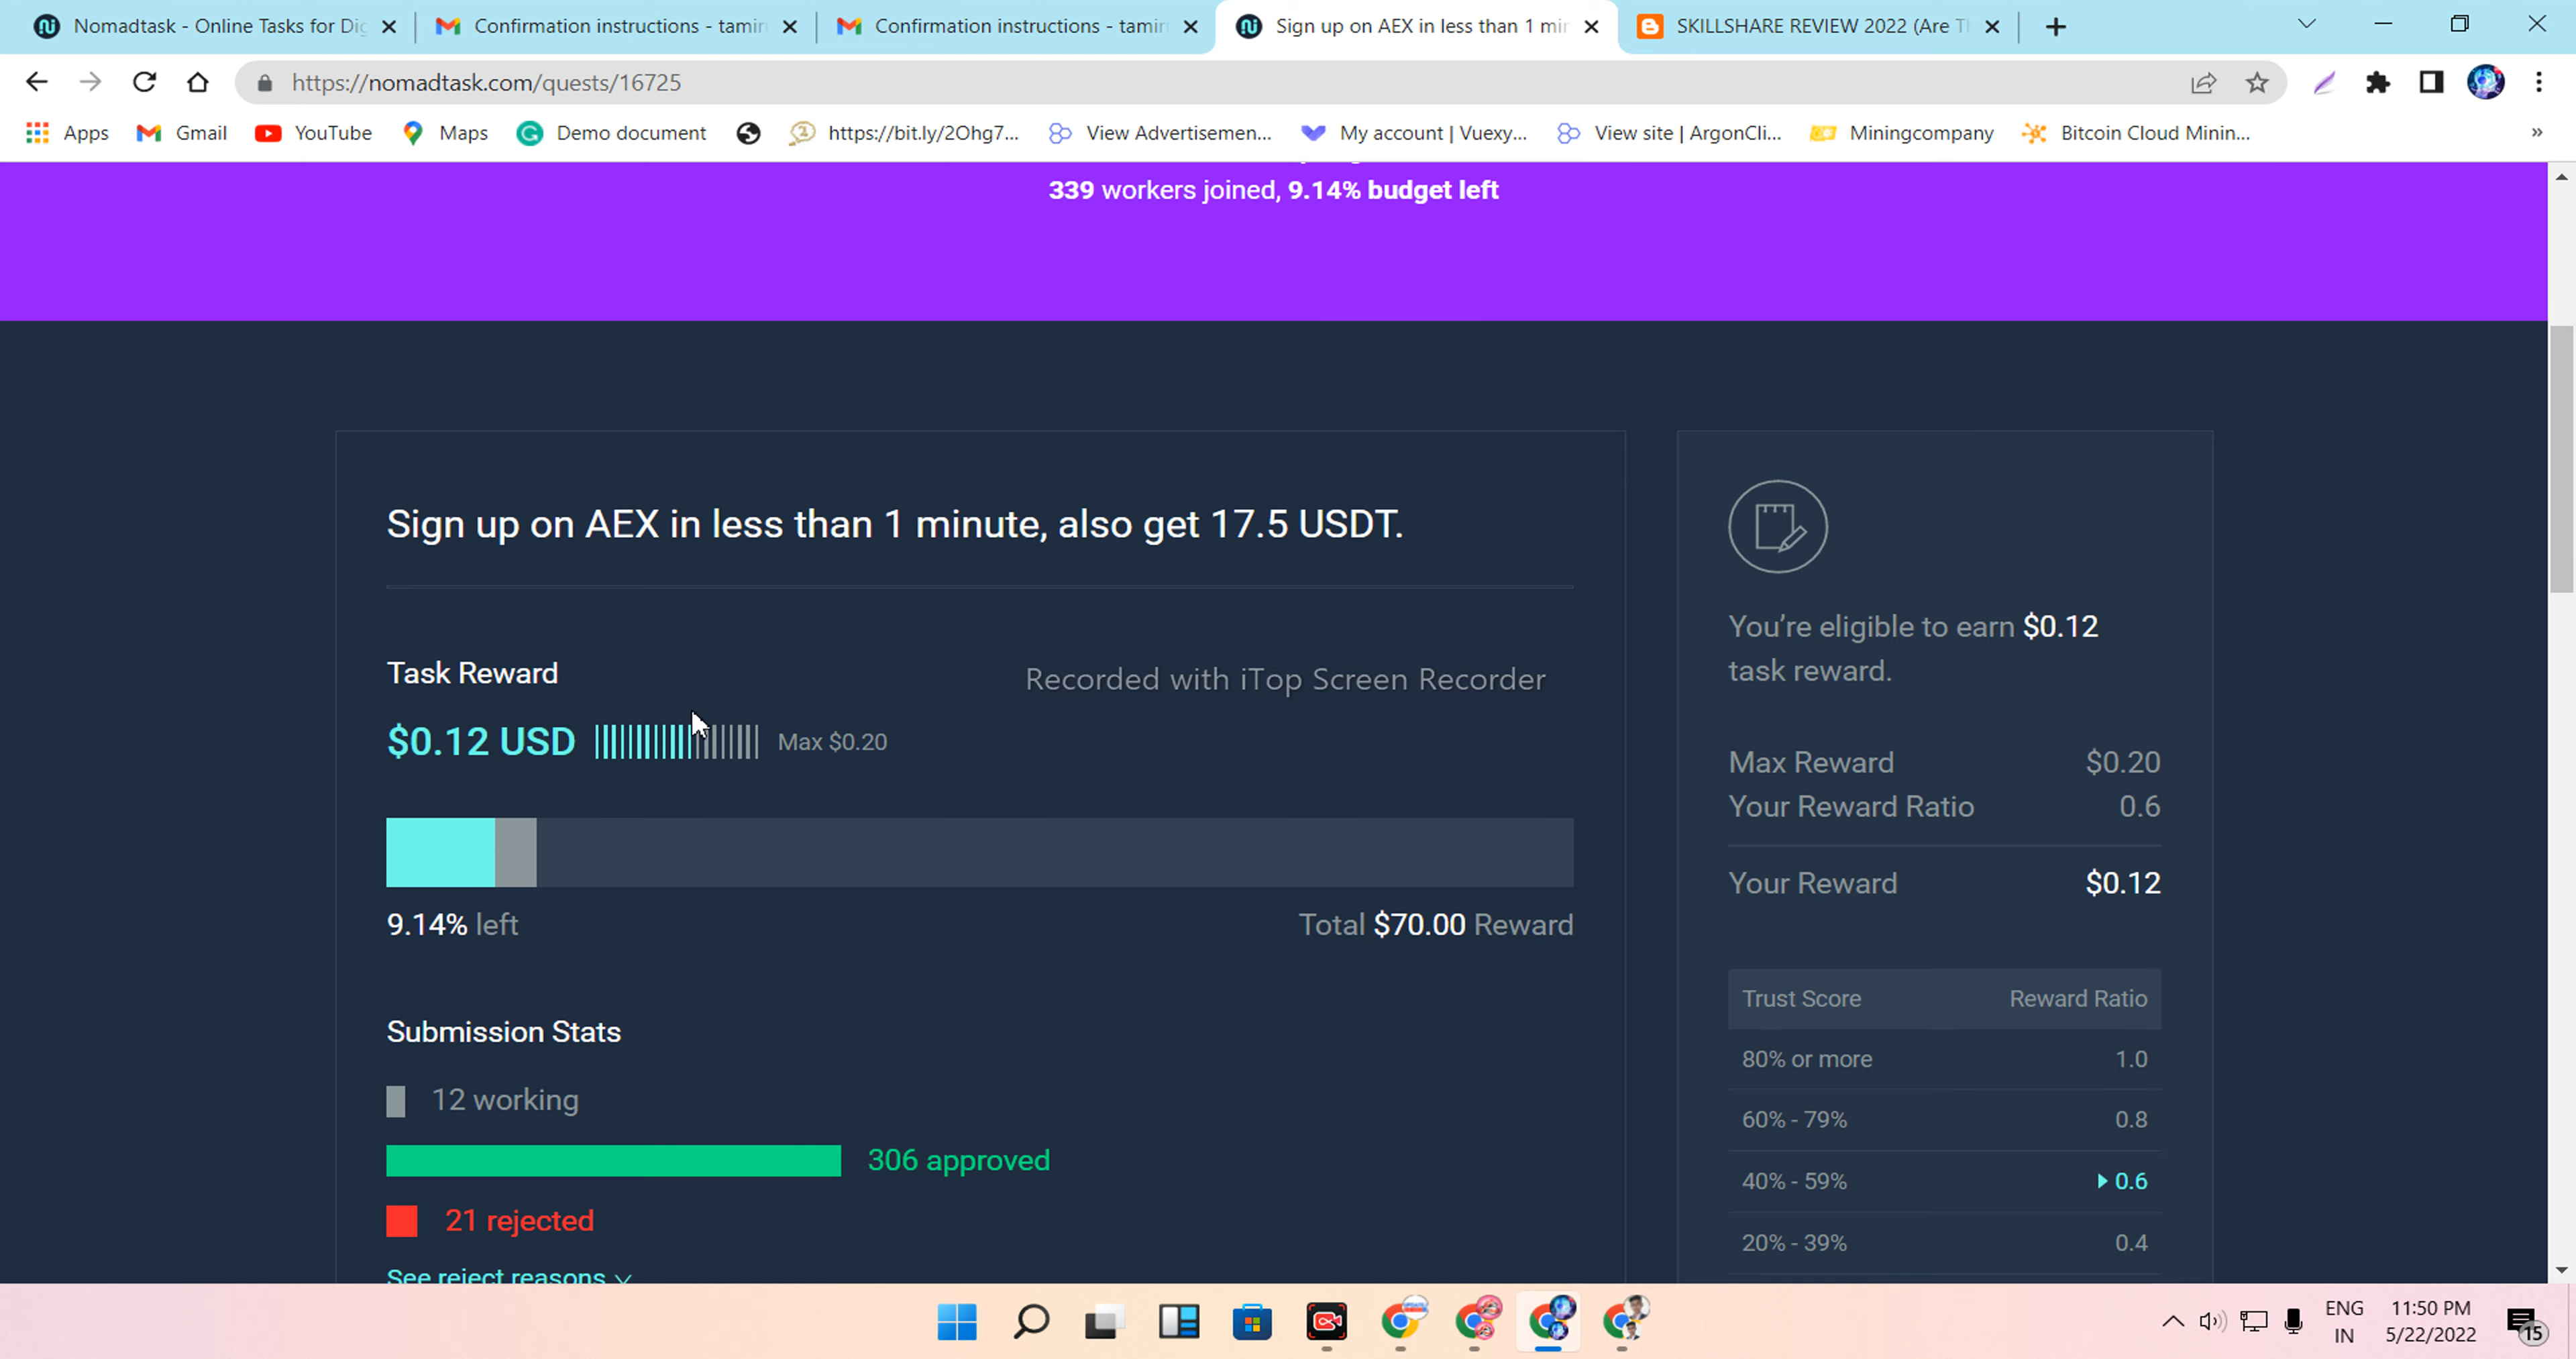 Nomadtask - Online Tasks for Dig
Confirmation instructions - tamin
Confirmation instructions - tamin
Sign up on AEX in less than 1 min
SKILLSHARE REVIEW 2022 (Are Th
https://nomadtask.com/quests/16725
Apps
Gmail
YouTube
Maps
Demo document
https://bit.ly/2Ohg7...
View Advertisemen...
My account | Vuexy...
View site | ArgonCli...
Miningcompany
Bitcoin Cloud Minin...
»
339 workers joined, 9.14% budget left
Sign up on AEX in less than 1 minute, also get 17.5 USDT.
Task Reward
Recorded with iTop Screen Recorder
$0.12 USD
Max $0.20
9.14% left
Total $70.00 Reward
Submission Stats
12 working
306 approved
21 rejected
See reject reasons
You're eligible to earn $0.12
task reward.
Max Reward $0.20
Your Reward Ratio 0.6
Your Reward $0.12
Trust Score Reward Ratio
80% or more 1.0
60% - 79% 0.8
40% - 59% 0.6
20% - 39% 0.4
ENG
IN
11:50 PM
5/22/2022
15